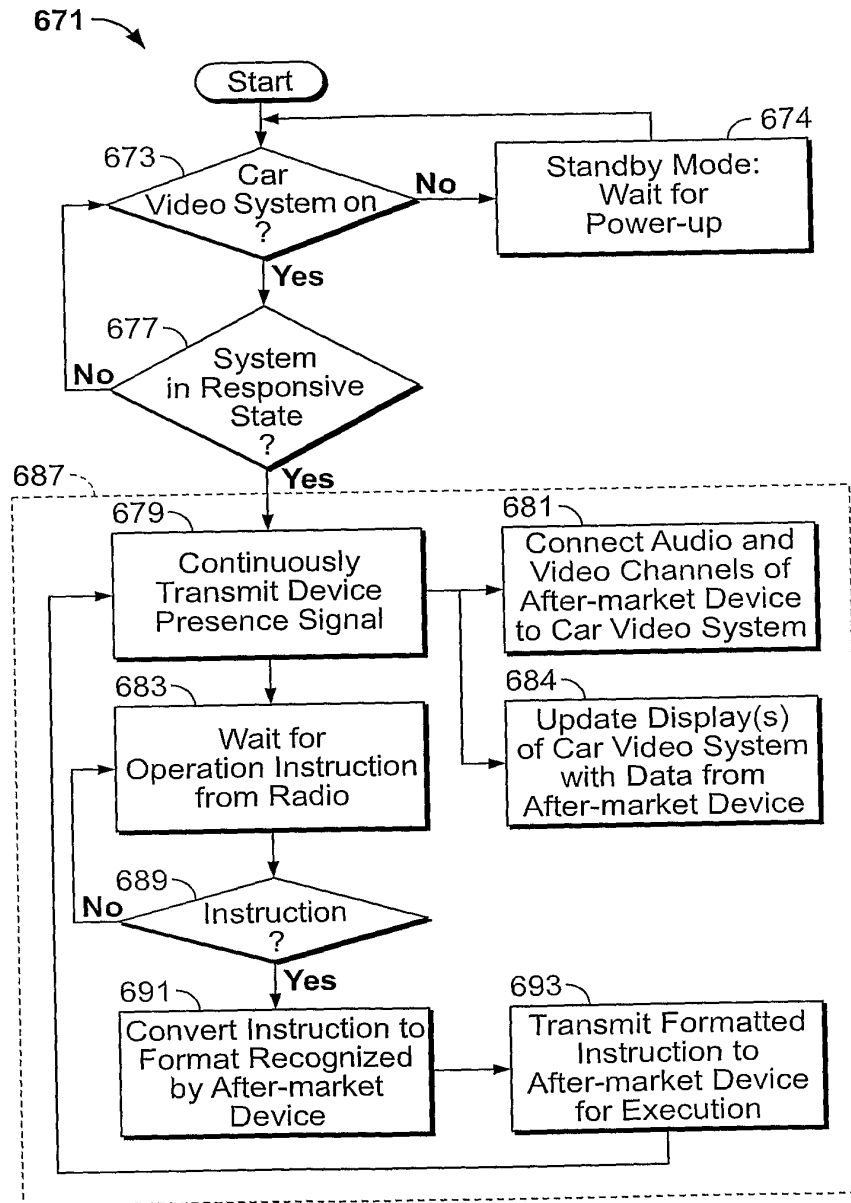 671
Start
673
Car
Video System on
?
No
674
Standby Mode:
Wait for
Power-up
Yes
677
System
in Responsive
State
?
No
Yes
687
679
Continuously
Transmit Device
Presence Signal
681
Connect Audio and
Video Channels of
After-market Device
to Car Video System
683
Wait for
Operation Instruction
from Radio
684
Update Display(s)
of Car Video System
with Data from
After-market Device
689
Instruction
?
No
Yes
691
Convert Instruction to
Format Recognized
by After-market
Device
693
Transmit Formatted
Instruction to
After-market Device
for Execution